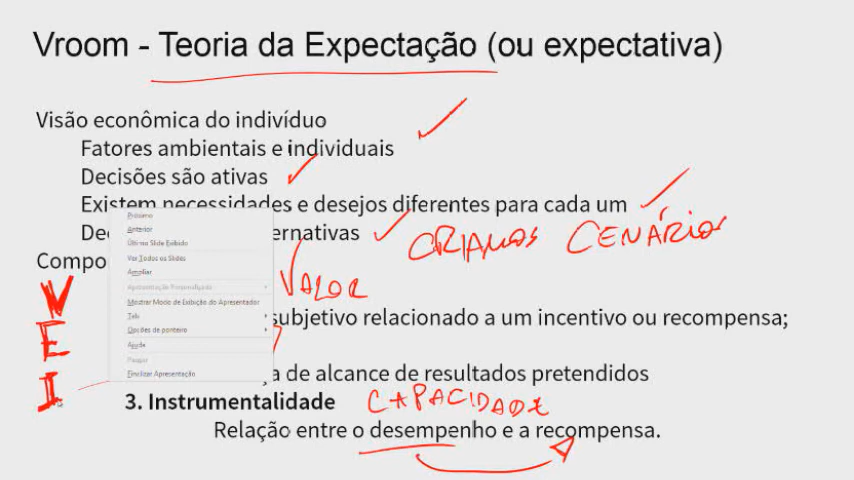 Vroom - Teoria da Expectação (ou expectativa)
Visão econômica do indivíduo
Fatores ambientais e individuais
Decisões são ativas
Existem necessidades e desejos diferentes para cada um
CRIAMOS CENÁRIOS
Próximo
Anterior
Último Slide Exibido
Ver Todos os Slides
Ampliar
Apresentação Personalizada
Mostrar Modo de Exibição do Apresentador
Tela
Opções de ponteiro
Ajuda
Pausar
Finalizar Apresentação
VALOR
V
E
I
subjetivo relacionado a um incentivo ou recompensa;
de alcance de resultados pretendidos
3. Instrumentalidade CAPACIDADE
Relação entre o desempenho e a recompensa.